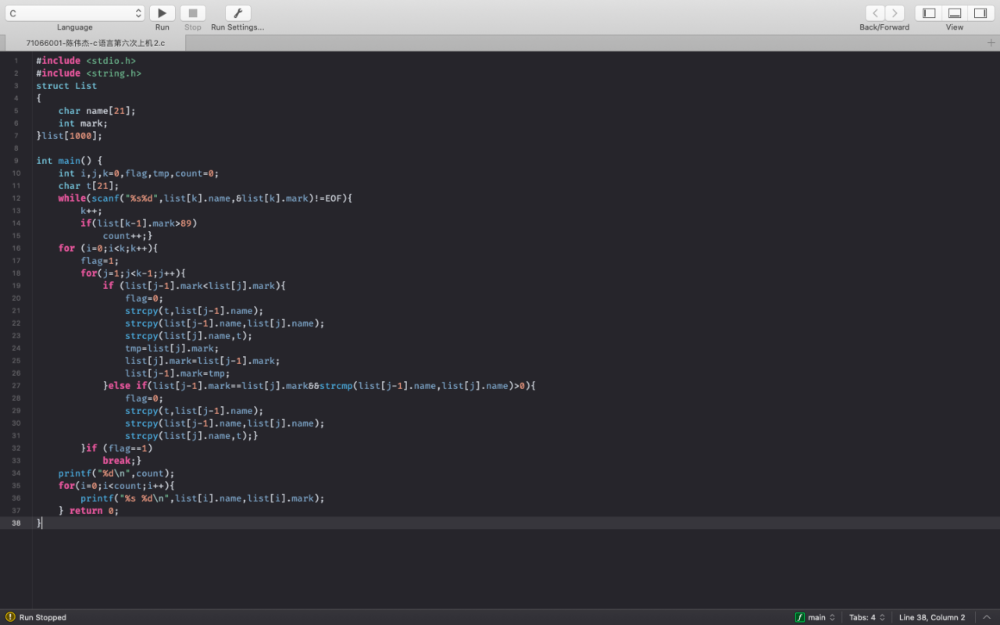 C
Language
Run
Stop
Run Settings...
Back/Forward
View
71066001-陈伟杰-c语言第六次上机2.c
1 #include <stdio.h>
2 #include <string.h>
3 struct List
4 {
5 char name[21];
6 int mark;
7 }list[1000];
8
9 int main() {
10 int i,j,k=0,flag,tmp,count=0;
11 char t[21];
12 while(scanf("%s%d",list[k].name,&list[k].mark)!=EOF){
13 k++;
14 if(list[k-1].mark>89)
15 count++;}
16 for (i=0;i<k;k++){
17 flag=1;
18 for(j=1;j<k-1;j++){
19 if (list[j-1].mark<list[j].mark){
20 flag=0;
21 strcpy(t,list[j-1].name);
22 strcpy(list[j-1].name,list[j].name);
23 strcpy(list[j].name,t);
24 tmp=list[j].mark;
25 list[j].mark=list[j-1].mark;
26 list[j-1].mark=tmp;
27 }else if(list[j-1].mark==list[j].mark&&strcmp(list[j-1].name,list[j].name)>0){
28 flag=0;
29 strcpy(t,list[j-1].name);
30 strcpy(list[j-1].name,list[j].name);
31 strcpy(list[j].name,t);}
32 }if (flag==1)
33 break;}
34 printf("%d\n",count);
35 for(i=0;i<count;i++){
36 printf("%s %d\n",list[i].name,list[i].mark);
37 } return 0;
38 }
Run Stopped
main
Tabs: 4
Line 38, Column 2